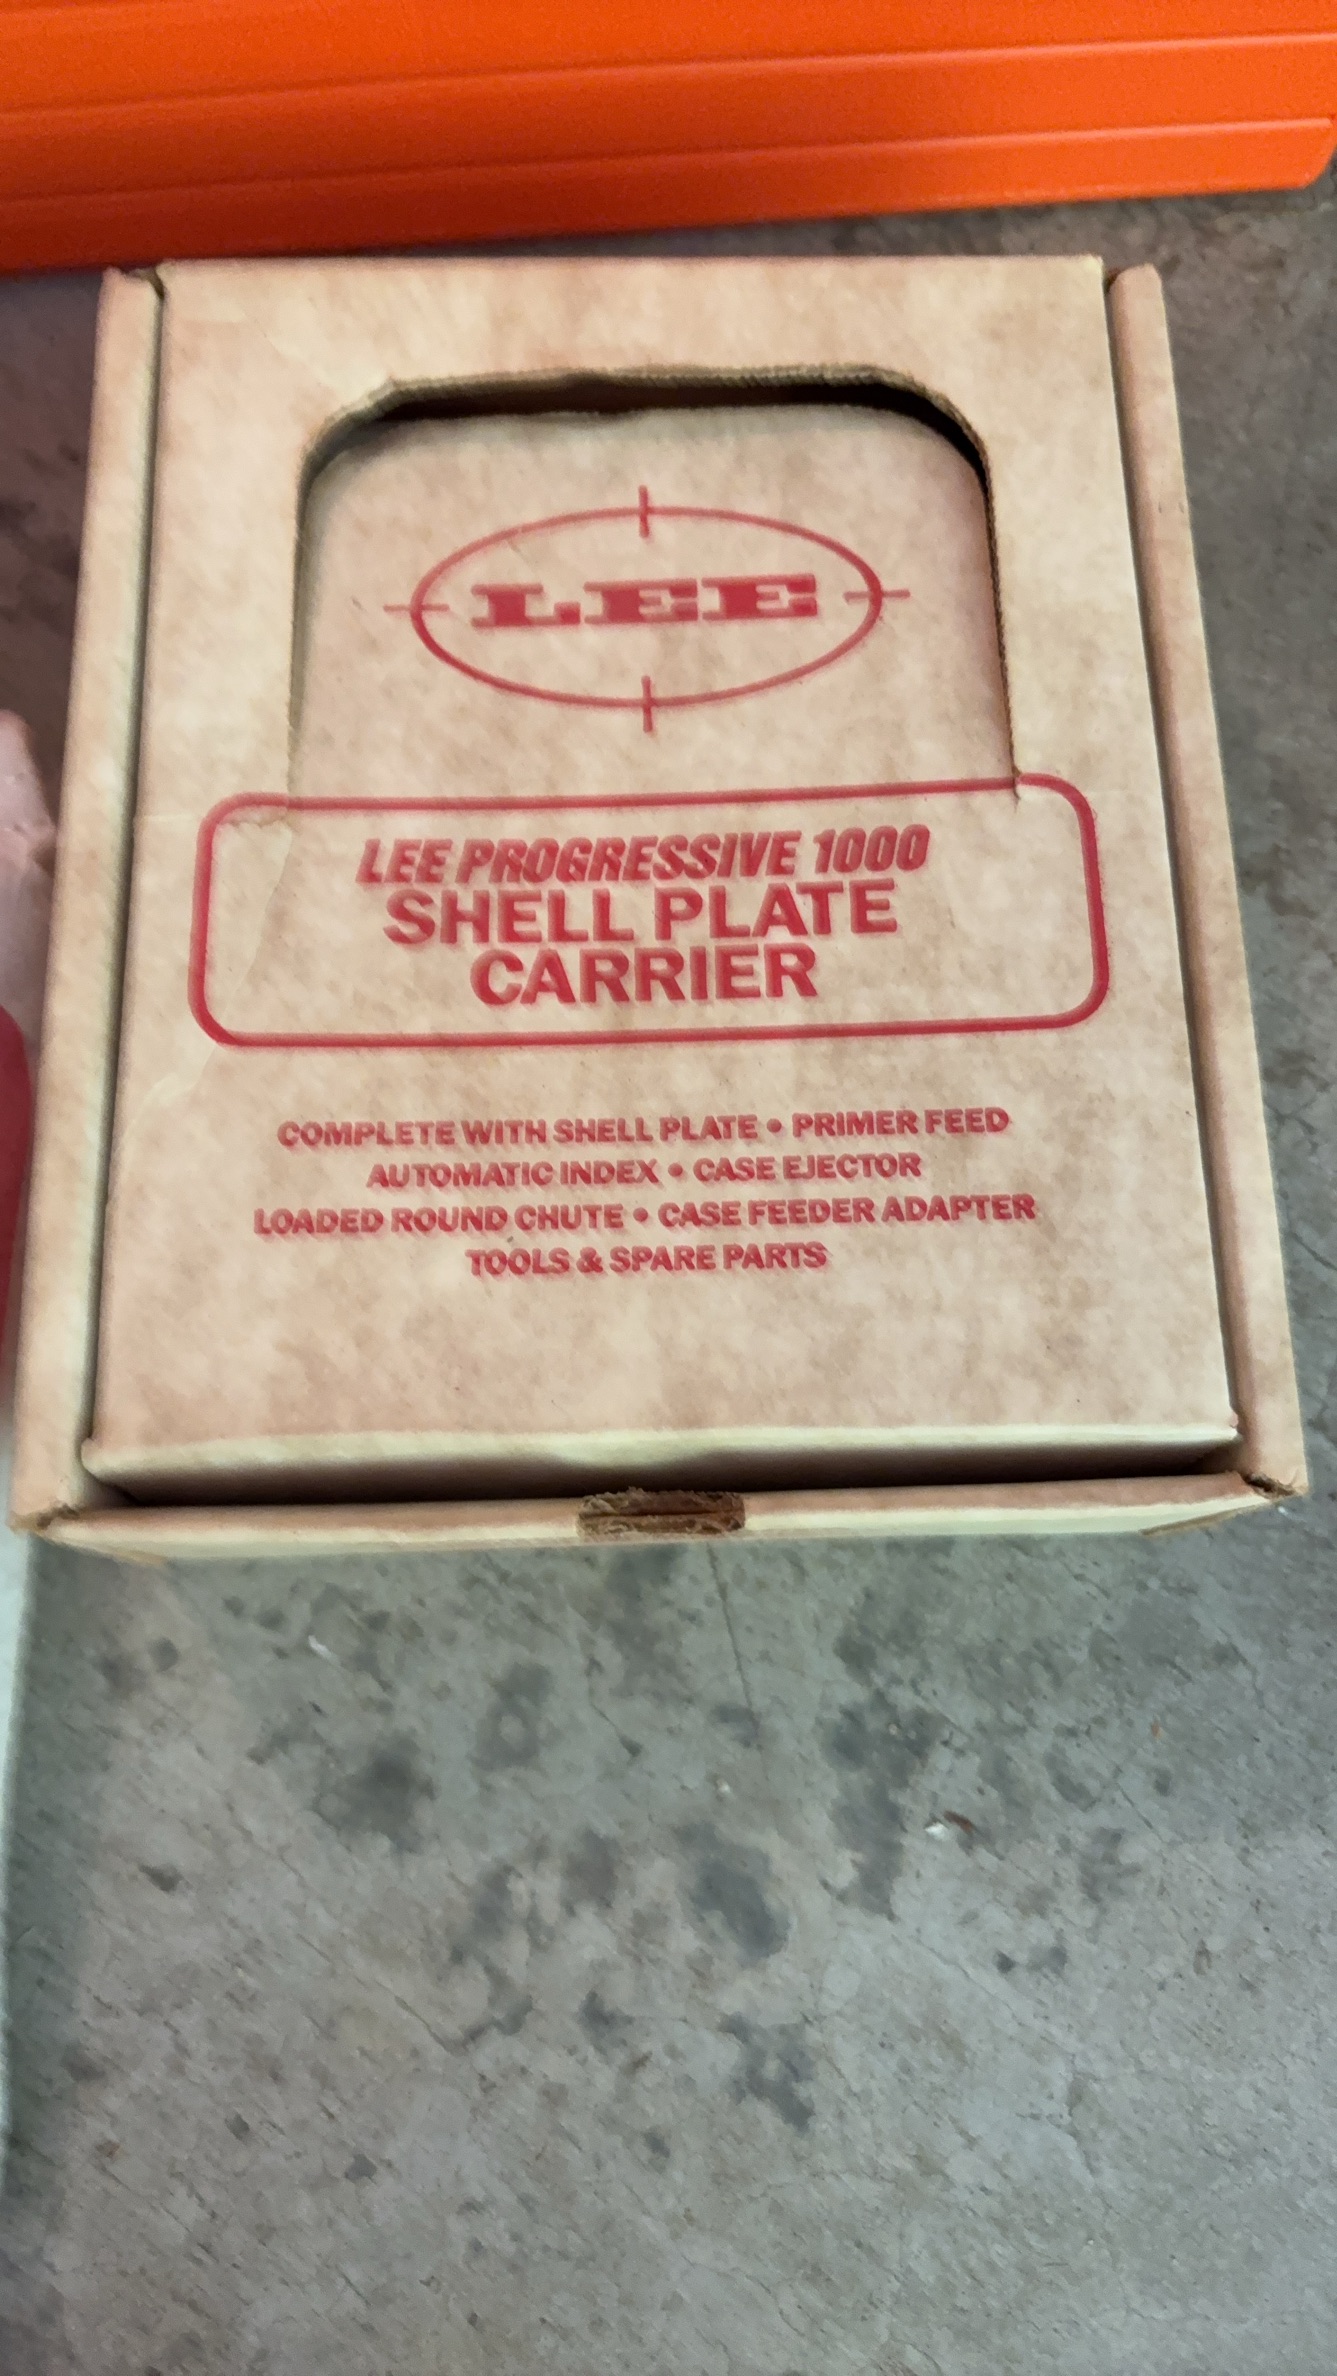 LEE
LEE PROGRESSIVE 1000
SHELL PLATE
CARRIER
COMPLETE WITH SHELL PLATE • PRIMER FEED
AUTOMATIC INDEX • CASE EJECTOR
LOADED ROUND CHUTE • CASE FEEDER ADAPTER
TOOLS & SPARE PARTS